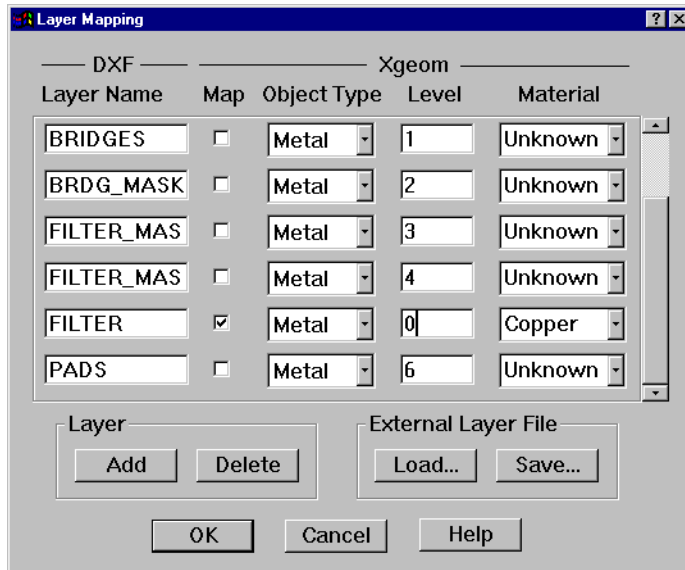 Layer Mapping
DXF Xgeom
Layer Name Map Object Type Level Material
BRIDGES Metal 1 Unknown
BRDG_MASK Metal 2 Unknown
FILTER_MAS Metal 3 Unknown
FILTER_MAS Metal 4 Unknown
FILTER Metal 0 Copper
PADS Metal 6 Unknown
Layer External Layer File
Add Delete Load... Save...
OK Cancel Help